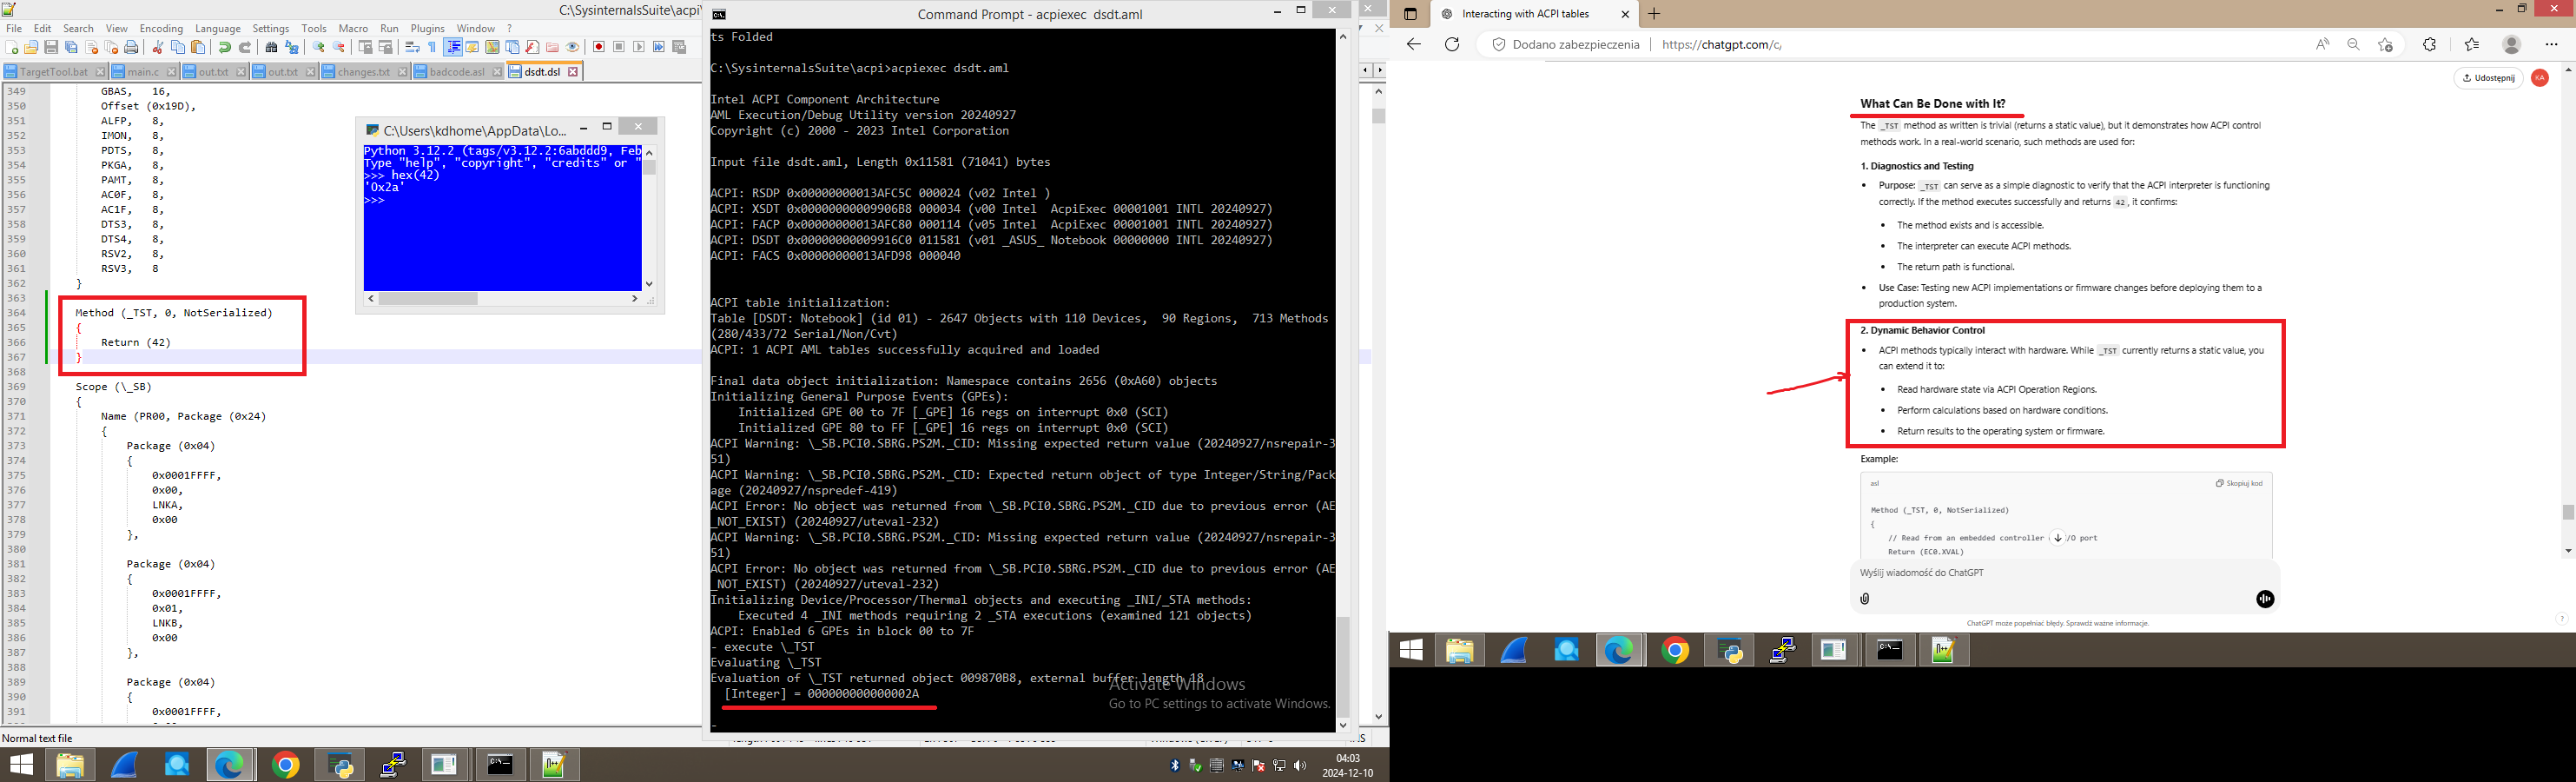 C:\SysinternalsSuite\acpi\
File Edit Search View Encoding Language Settings Tools Macro Run Plugins Window ?
TargetTool.bat main.c out.txt out.txt changes.txt badcode.asl dsdt.dsl
349 GBAS, 16,
350 Offset (0x19D),
351 ALFP, 8,
352 IMON, 8,
353 PDTS, 8,
354 PKGA, 8,
355 PAMT, 8,
356 AC0F, 8,
357 AC1F, 8,
358 DTS3, 8,
359 DTS4, 8,
360 RSV2, 8,
361 RSV3, 8
362 }
363
364 Method (_TST, 0, NotSerialized)
365 {
366 Return (42)
367 }
368
369 Scope (\_SB)
370 {
371 Name (PR00, Package (0x24)
372 {
373 Package (0x04)
374 {
375 0x0001FFFF,
376 0x00,
377 LNKA,
378 0x00
379 },
380
381 Package (0x04)
382 {
383 0x0001FFFF,
384 0x01,
385 LNKB,
386 0x00
387 },
388
389 Package (0x04)
390 {
391 0x0001FFFF,
Normal text file
C:\Users\kdhome\AppData\Lo...
Python 3.12.2 (tags/v3.12.2:6abddd9, Feb
Type "help", "copyright", "credits" or "
>>> hex(42)
'0x2a'
>>>
Command Prompt - acpiexec dsdt.aml
ts Folded
C:\SysinternalsSuite\acpi>acpiexec dsdt.aml
Intel ACPI Component Architecture
AML Execution/Debug Utility version 20240927
Copyright (c) 2000 - 2023 Intel Corporation
Input file dsdt.aml, Length 0x11581 (71041) bytes
ACPI: RSDP 0x00000000013AFC5C 000024 (v02 Intel )
ACPI: XSDT 0x00000000009906B8 000034 (v00 Intel  AcpiExec 00001001 INTL 20240927)
ACPI: FACP 0x00000000013AFC80 000114 (v05 Intel  AcpiExec 00001001 INTL 20240927)
ACPI: DSDT 0x00000000009916C0 011581 (v01 _ASUS_ Notebook 00000000 INTL 20240927)
ACPI: FACS 0x00000000013AFD98 000040
ACPI table initialization:
Table [DSDT: Notebook] (id 01) - 2647 Objects with 110 Devices,  90 Regions,  713 Methods
(280/433/72 Serial/Non/Cvt)
ACPI: 1 ACPI AML tables successfully acquired and loaded
Final data object initialization: Namespace contains 2656 (0xA60) objects
Initializing General Purpose Events (GPEs):
Initialized GPE 00 to 7F [_GPE] 16 regs on interrupt 0x0 (SCI)
Initialized GPE 80 to FF [_GPE] 16 regs on interrupt 0x0 (SCI)
ACPI Warning: \_SB.PCI0.SBRG.PS2M._CID: Missing expected return value (20240927/nsrepair-3
51)
ACPI Warning: \_SB.PCI0.SBRG.PS2M._CID: Expected return object of type Integer/String/Pack
age (20240927/nspredef-419)
ACPI Error: No object was returned from \_SB.PCI0.SBRG.PS2M._CID due to previous error (AE
_NOT_EXIST) (20240927/uteval-232)
ACPI Warning: \_SB.PCI0.SBRG.PS2M._CID: Missing expected return value (20240927/nsrepair-3
51)
ACPI Error: No object was returned from \_SB.PCI0.SBRG.PS2M._CID due to previous error (AE
_NOT_EXIST) (20240927/uteval-232)
Initializing Device/Processor/Thermal objects and executing _INI/_STA methods:
Executed 4 _INI methods requiring 2 _STA executions (examined 121 objects)
ACPI: Enabled 6 GPEs in block 00 to 7F
- execute \_TST
Evaluating \_TST
Evaluation of \_TST returned object 009870B8, external buffer length 18
[Integer] = 000000000000002A
-
Activate Windows
Go to PC settings to activate Windows.
04:03
2024-12-10
Interacting with ACPI tables
Dodano zabezpieczenia https://chatgpt.com/c
Udostępnij KA
What Can Be Done with It?
The _TST method as written is trivial (returns a static value), but it demonstrates how ACPI control
methods work. In a real-world scenario, such methods are used for:
1. Diagnostics and Testing
• Purpose: _TST can serve as a simple diagnostic to verify that the ACPI interpreter is functioning
correctly. If the method executes successfully and returns 42, it confirms:
• The method exists and is accessible.
• The interpreter can execute ACPI methods.
• The return path is functional.
• Use Case: Testing new ACPI implementations or firmware changes before deploying them to a
production system.
2. Dynamic Behavior Control
• ACPI methods typically interact with hardware. While _TST currently returns a static value, you
can extend it to:
• Read hardware state via ACPI Operation Regions.
• Perform calculations based on hardware conditions.
• Return results to the operating system or firmware.
Example:
asl Skopiuj kod
Method (_TST, 0, NotSerialized)
{
// Read from an embedded controller /O port
Return (EC0.XVAL)
Wyślij wiadomość do ChatGPT
ChatGPT może popełniać błędy. Sprawdź ważne informacje.
?